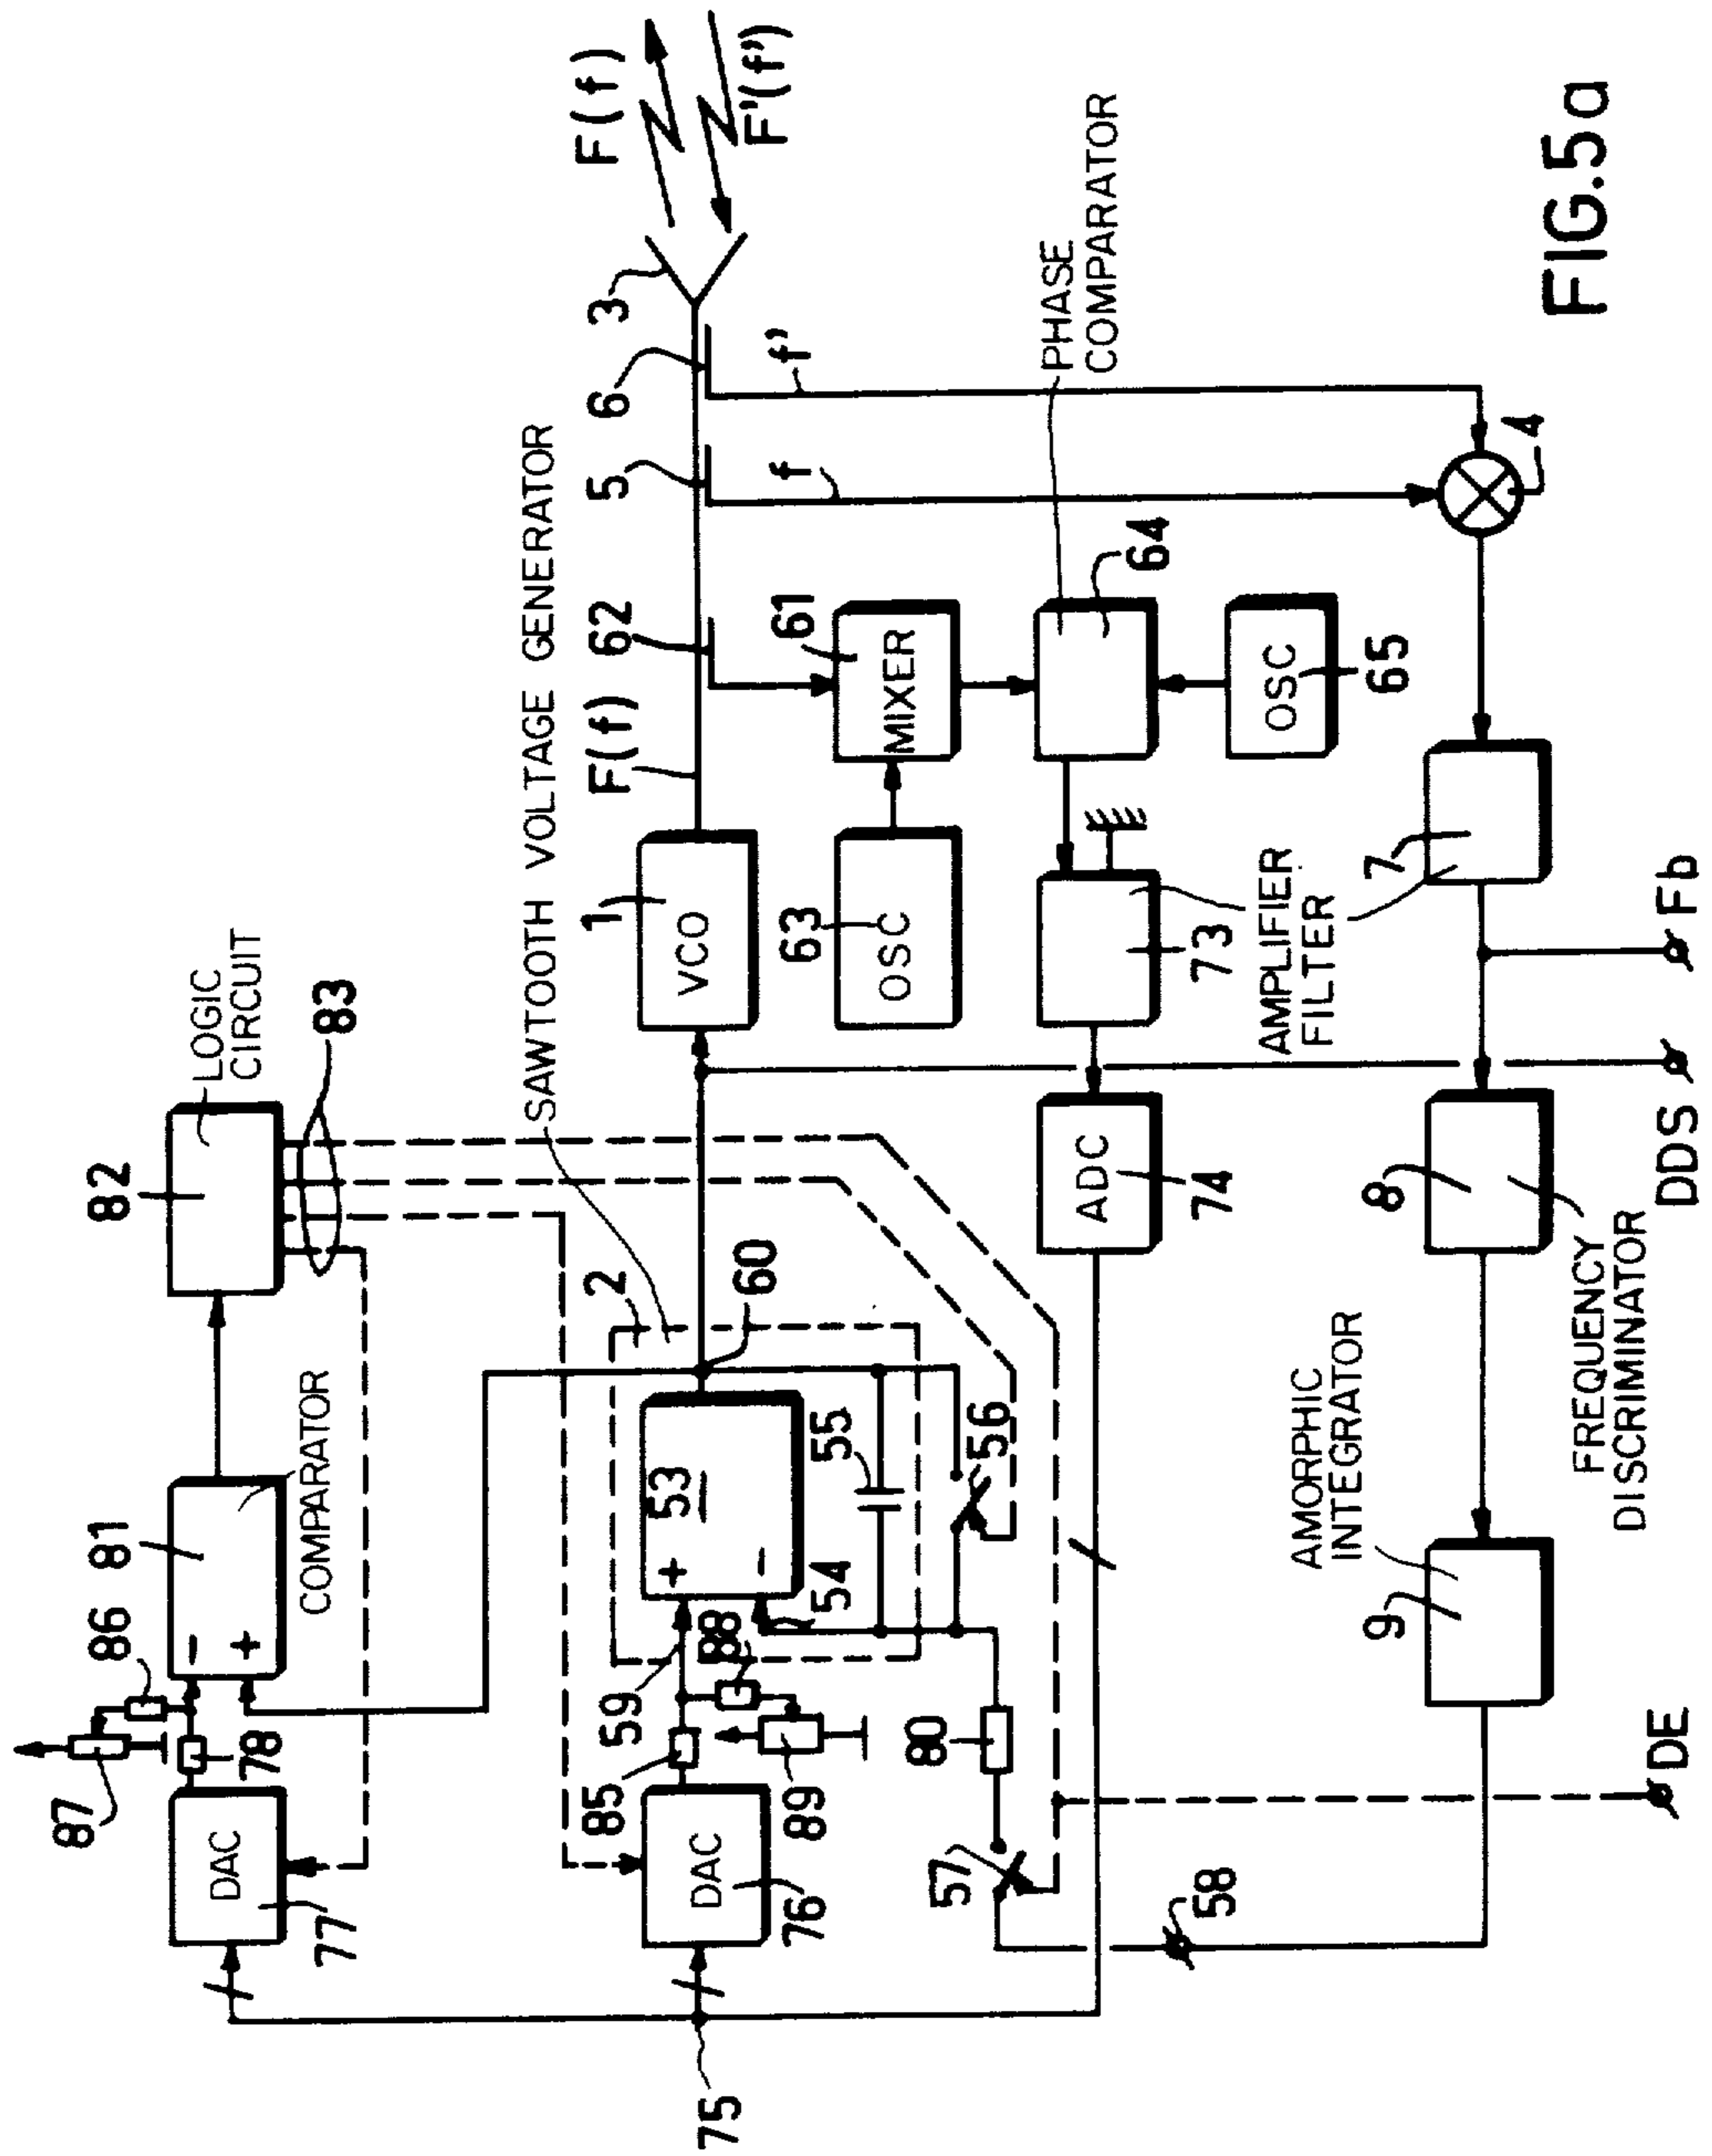 87
86
81
82
LOGIC
CIRCUIT
83
DAC
77
78
−
+
COMPARATOR
SAWTOOTH VOLTAGE GENERATOR
2
60
1
VCO
F(f)
62
5
6
3
F(f)
F'(f')
75
DAC
76
85
59
88
89
+
−
53
54
55
56
57
80
58
63
OSC
MIXER
61
f
f'
PHASE
COMPARATOR
64
OSC
65
ADC
74
73
AMPLIFIER
FILTER
4
7
8
9
AMORPHIC
INTEGRATOR
FREQUENCY
DISCRIMINATOR
DE
DDS
Fb
FIG.5a